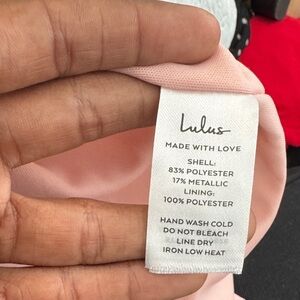 Lulus
MADE WITH LOVE
SHELL:
83% POLYESTER
17% METALLIC
LINING:
100% POLYESTER
HAND WASH COLD
DO NOT BLEACH
LINE DRY
IRON LOW HEAT